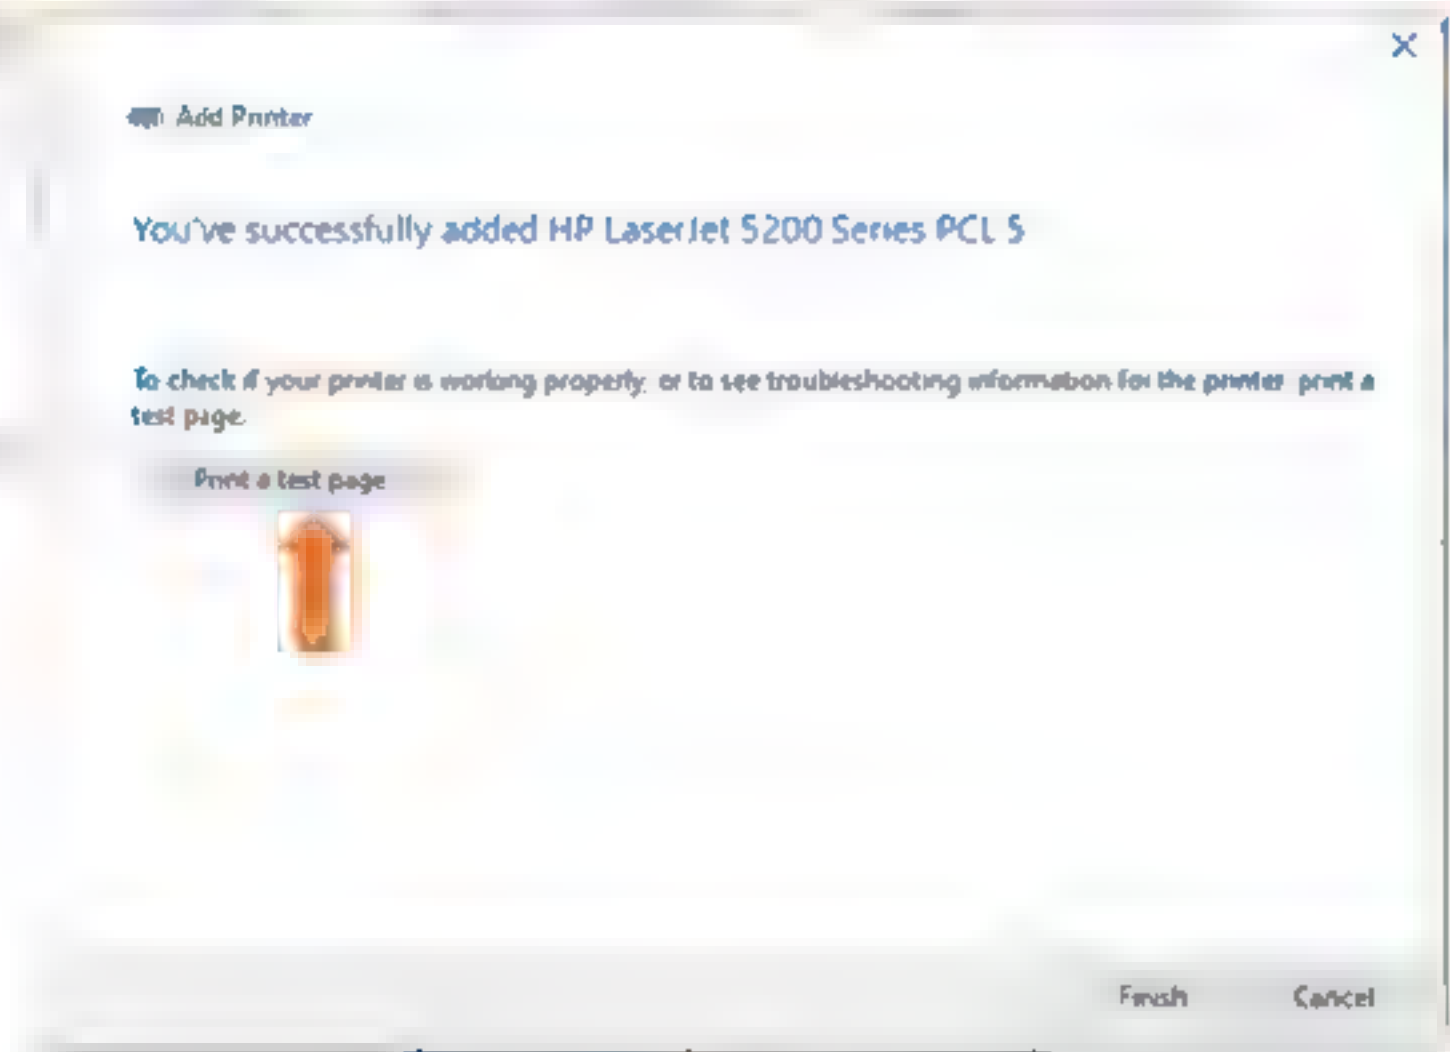 Add Printer
You've successfully added HP LaserJet 5200 Series PCL 5
To check if your printer is working properly, or to see troubleshooting information for the printer, print a
test page.
Print a test page
Finish
Cancel